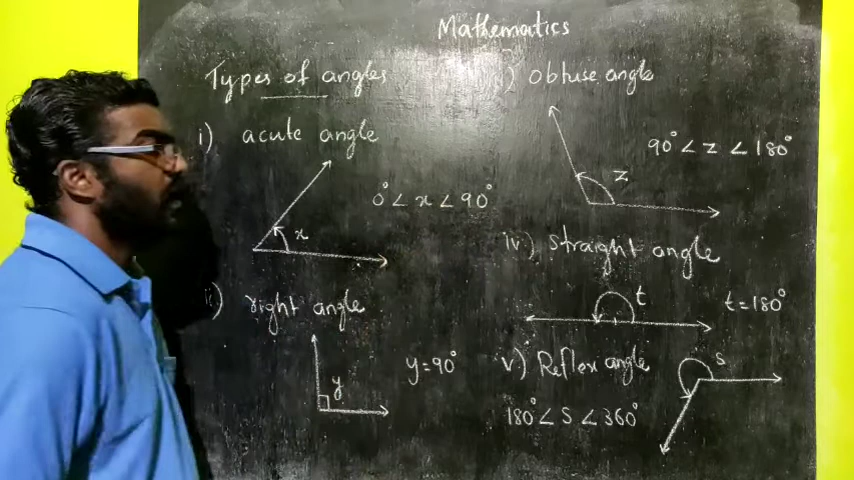 Mathematics
Types of angles
i) acute angle
x
0° < x < 90°
ii) right angle
y
y = 90°
) obtuse angle
z
90° < z < 180°
iv) straight angle
t
t = 180°
v) Reflex angle
s
180° < S < 360°